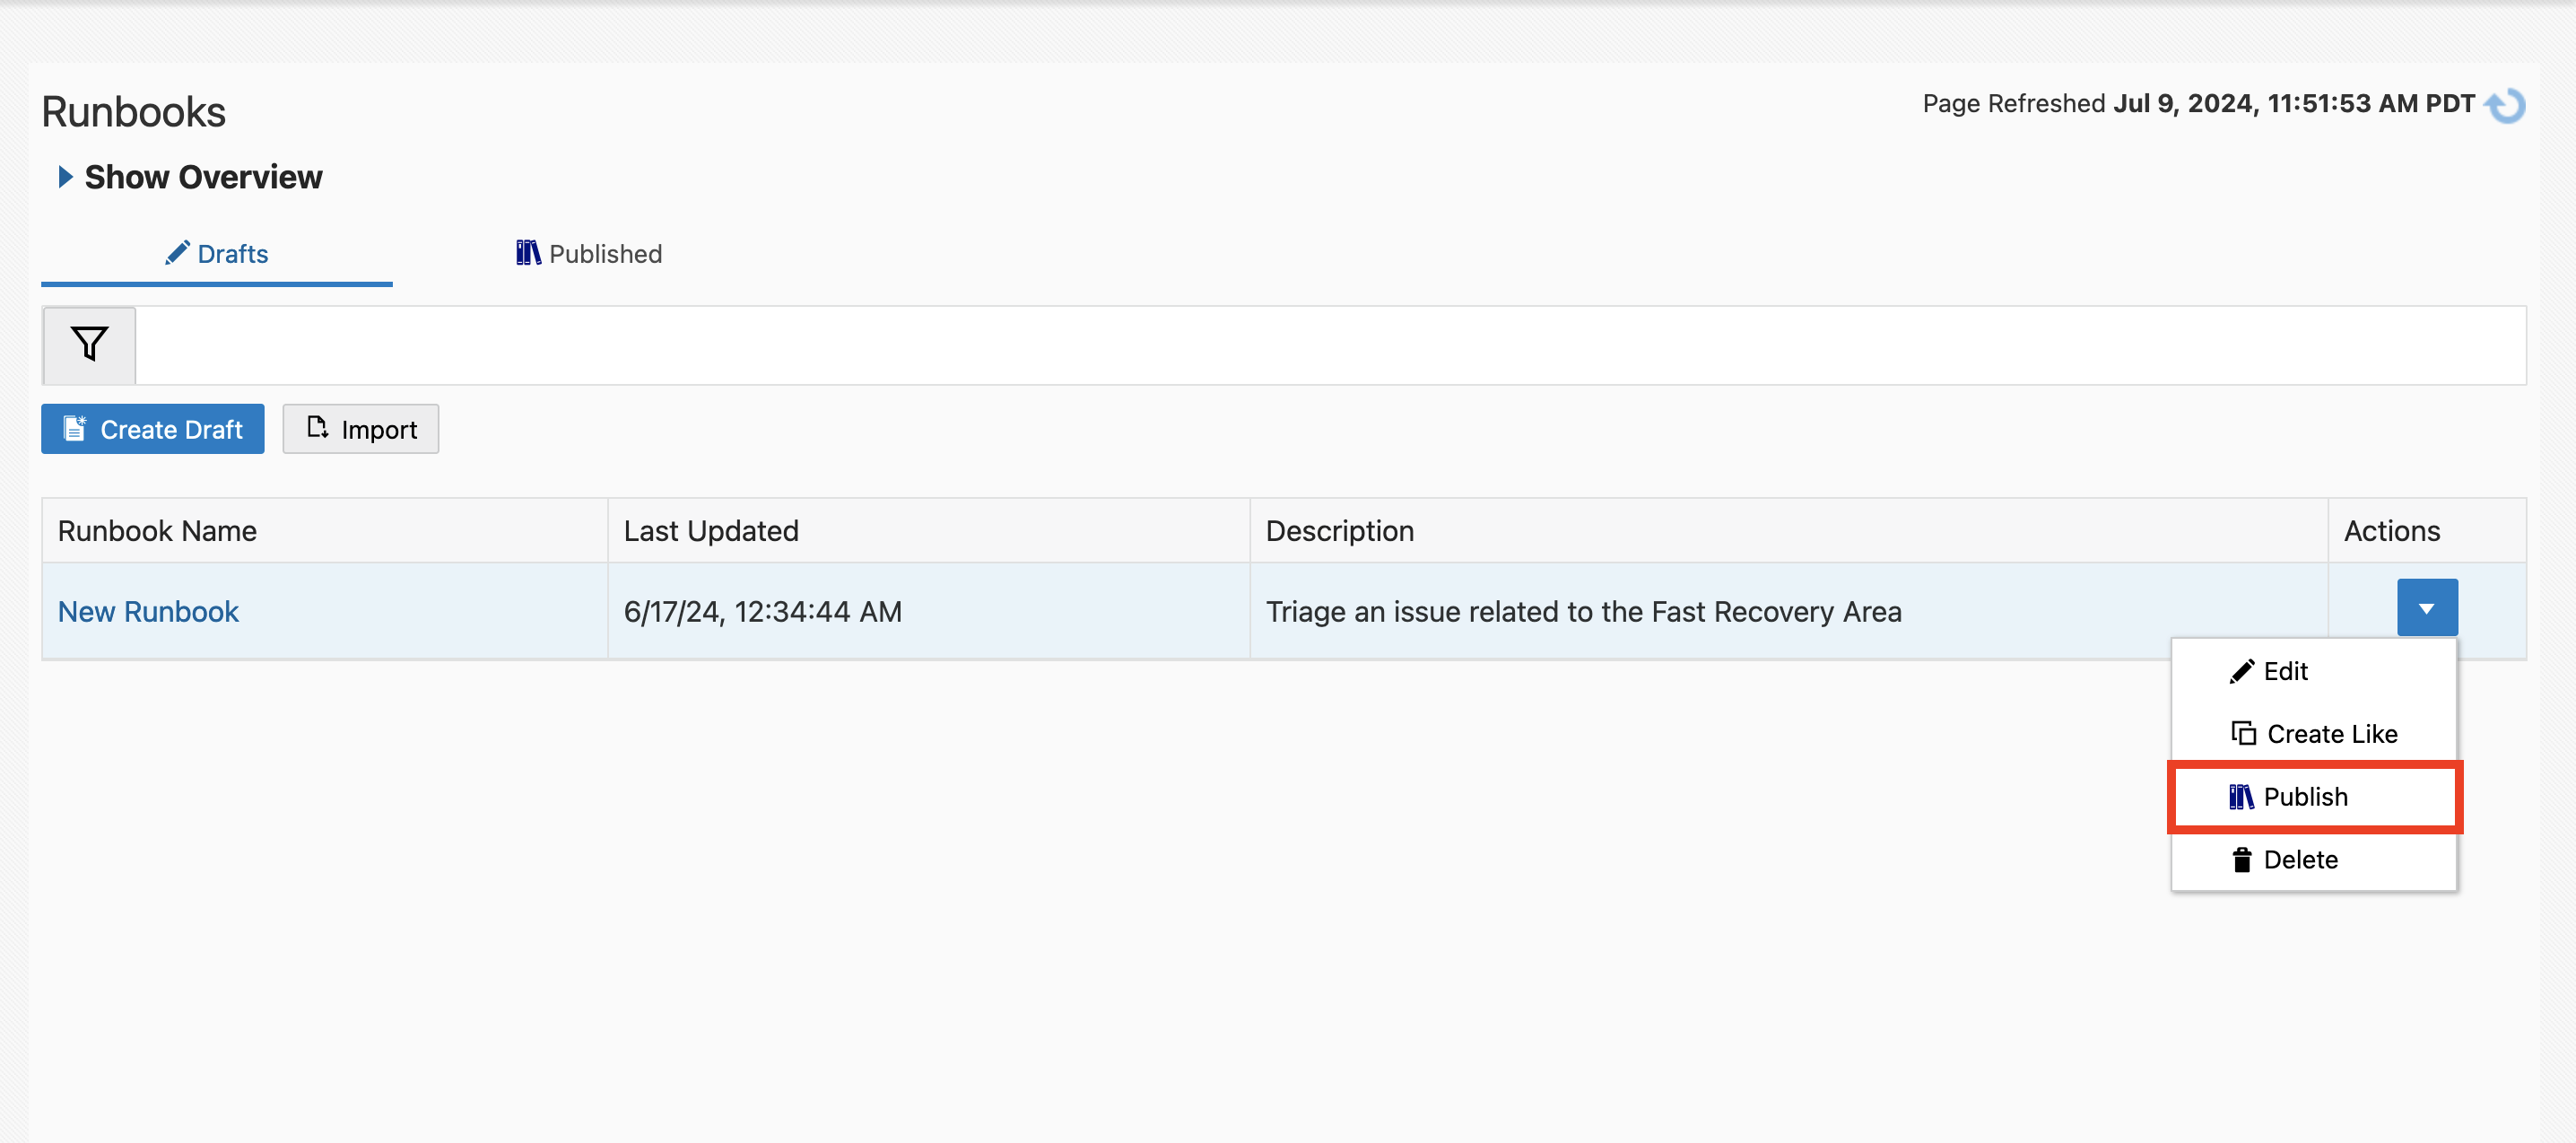 Runbooks
Page Refreshed Jul 9, 2024, 11:51:53 AM PDT
Show Overview
Drafts
Published
Create Draft
Import
Runbook Name Last Updated Description Actions
New Runbook 6/17/24, 12:34:44 AM Triage an issue related to the Fast Recovery Area
Edit
Create Like
Publish
Delete